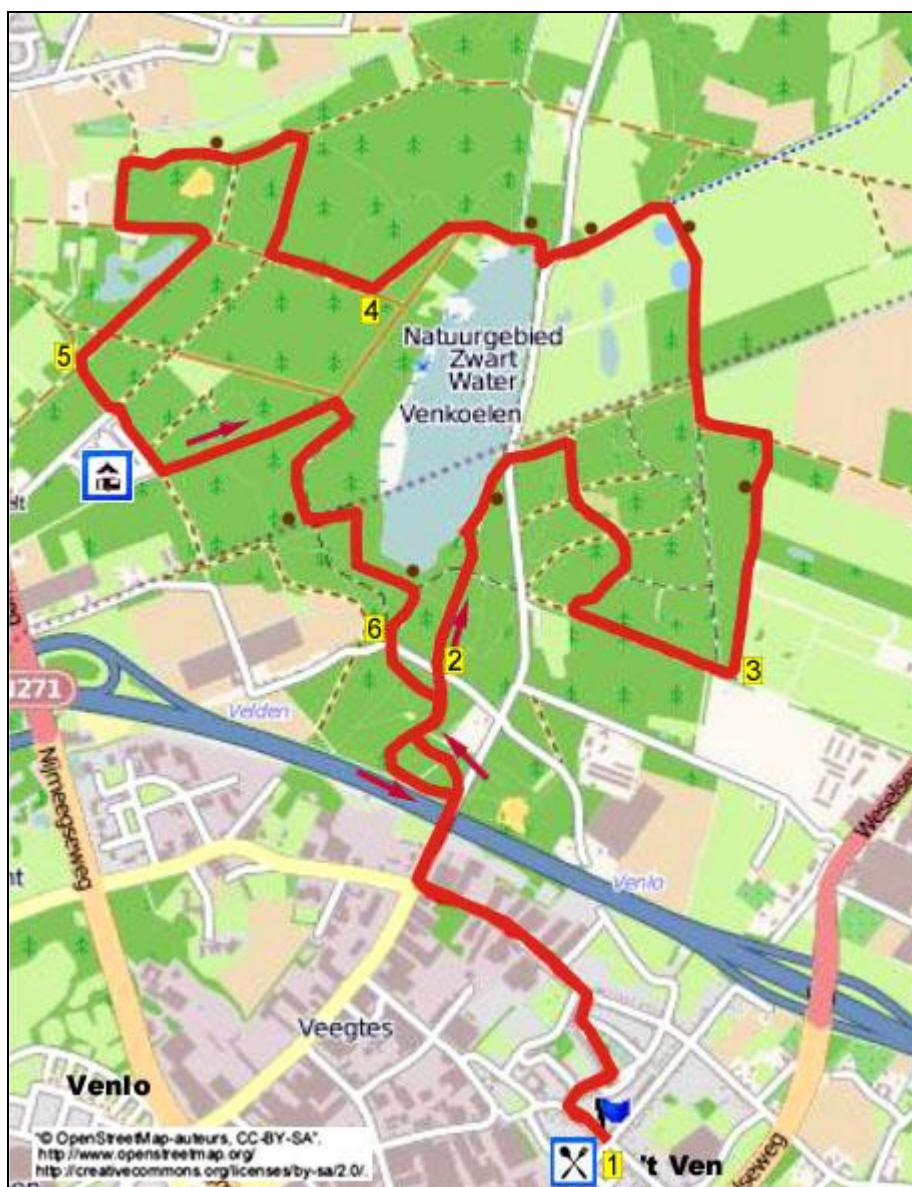 4
Natuurgebied
Zwart
Water
Venkoelen
5
6
2
3
271
Velden
Nijmeegseweg
Venlo
Veegtes
Venlo
"© OpenStreetMap-auteurs, CC-BY-SA".
http://www.openstreetmap.org/
http://creativecommons.org/licenses/by-sa/2.0/.
1
't Ven